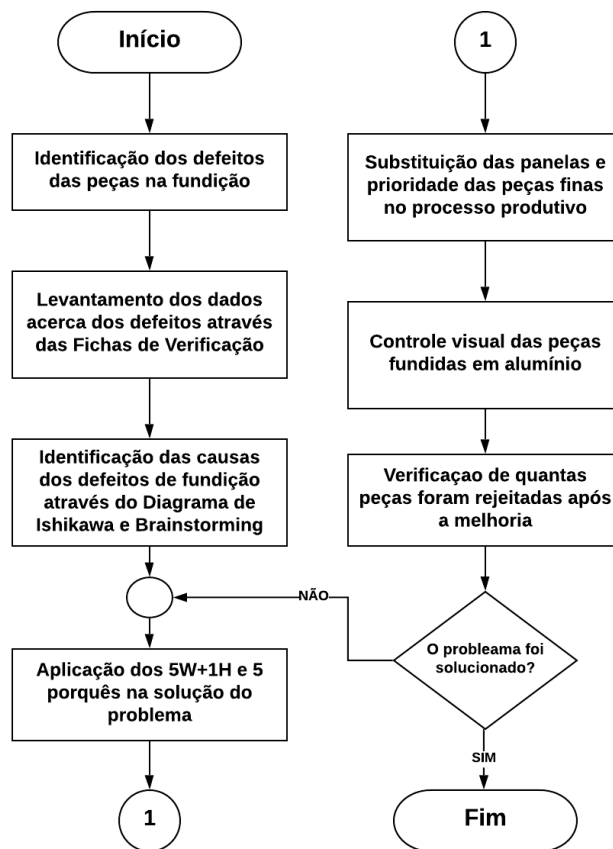 Início
Identificação dos defeitos
das peças na fundição
Levantamento dos dados
acerca dos defeitos através
das Fichas de Verificação
Identificação das causas
dos defeitos de fundição
através do Diagrama de
Ishikawa e Brainstorming
Aplicação dos 5W+1H e 5
porquês na solução do
problema
1
1
Substituição das panelas e
prioridade das peças finas
no processo produtivo
Controle visual das peças
fundidas em alumínio
Verificaçao de quantas
peças foram rejeitadas após
a melhoria
NÃO
O probleama foi
solucionado?
SIM
Fim